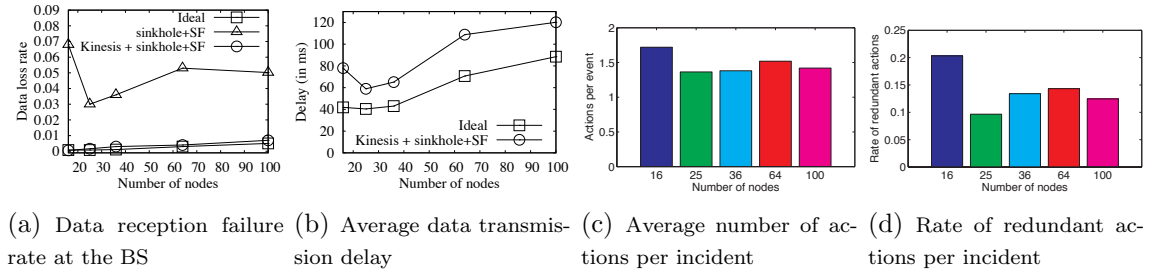 0.09
0.08
0.07
0.06
0.05
0.04
0.03
0.02
0.01
0
20 30 40 50 60 70 80 90 100
Data loss rate
Number of nodes
Ideal
sinkhole+SF
Kinesis + sinkhole+SF
(a) Data reception failure
rate at the BS
120
100
80
60
40
20
0
20 30 40 50 60 70 80 90 100
Delay (in ms)
Number of nodes
Ideal
Kinesis + sinkhole+SF
(b) Average data transmis-
sion delay
2
1.5
1
0.5
0
16 25 36 64 100
Actions per event
Number of nodes
(c) Average number of ac-
tions per incident
0.25
0.2
0.15
0.1
0.05
0
16 25 36 64 100
Rate of redundant actions
Number of nodes
(d) Rate of redundant ac-
tions per incident